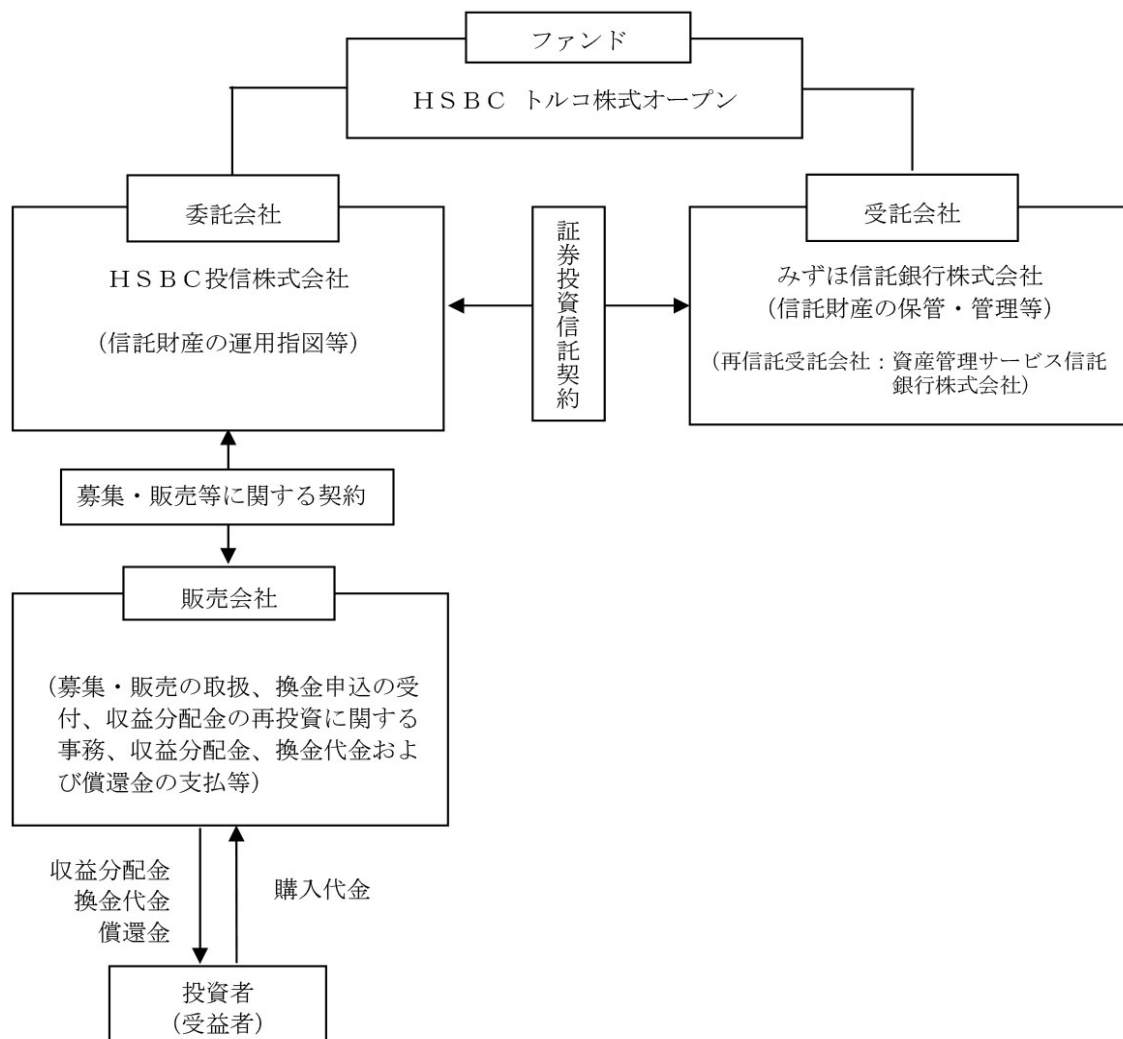 ファンド
ＨＳＢＣ トルコ株式オープン
委託会社
ＨＳＢＣ投信株式会社
（信託財産の運用指図等）
証券投資信託契約
受託会社
みずほ信託銀行株式会社
（信託財産の保管・管理等）
（再信託受託会社：資産管理サービス信託
銀行株式会社）
募集・販売等に関する契約
販売会社
（募集・販売の取扱、換金申込の受
付、収益分配金の再投資に関する
事務、収益分配金、換金代金およ
び償還金の支払等）
収益分配金
換金代金
償還金
購入代金
投資者
（受益者）